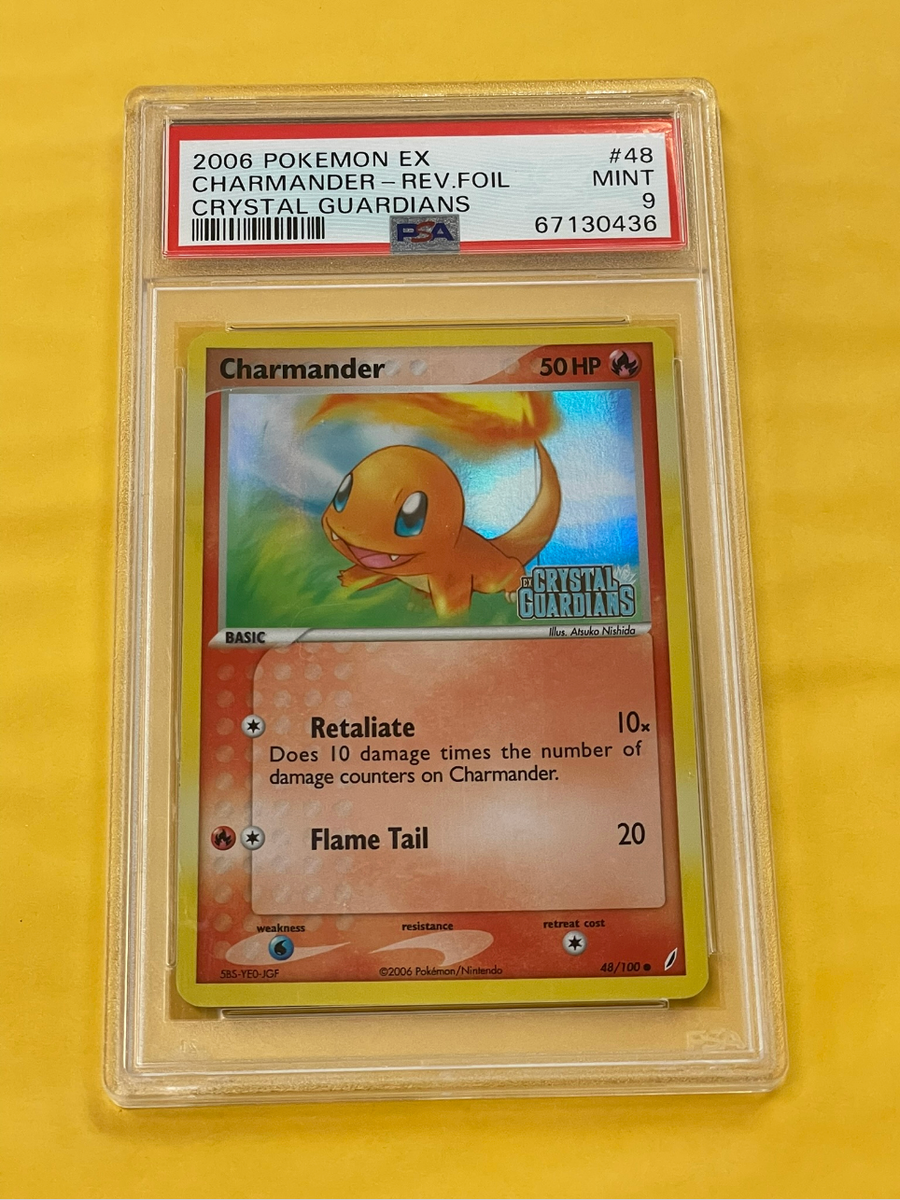 2006 POKEMON EX #48
CHARMANDER - REV.FOIL MINT
CRYSTAL GUARDIANS 9
PSA 67130436
Charmander 50 HP
EX CRYSTAL
GUARDIANS
BASIC Illus. Atsuko Nishida
Retaliate 10x
Does 10 damage times the number of
damage counters on Charmander.
Flame Tail 20
weakness resistance retreat cost
SBS-YE0-JGF ©2006 Pokémon/Nintendo 48/100
PSA